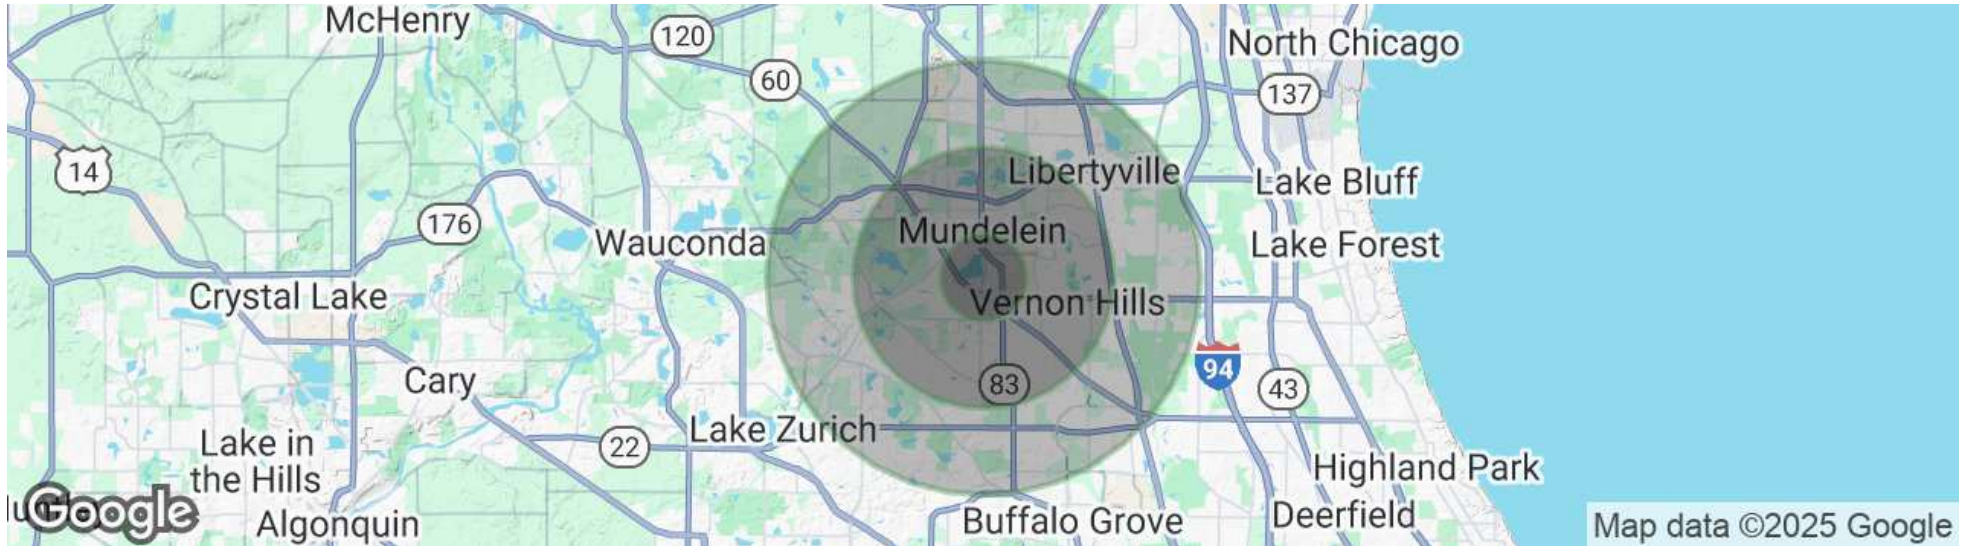 McHenry
120
North Chicago
60
137
14
Libertyville
Lake Bluff
176
Mundelein
Wauconda
Lake Forest
Crystal Lake
Vernon Hills
94
Cary
83
43
Lake Zurich
Lake in
the Hills
22
Highland Park
Google
Algonquin
Buffalo Grove
Deerfield
Map data ©2025 Google